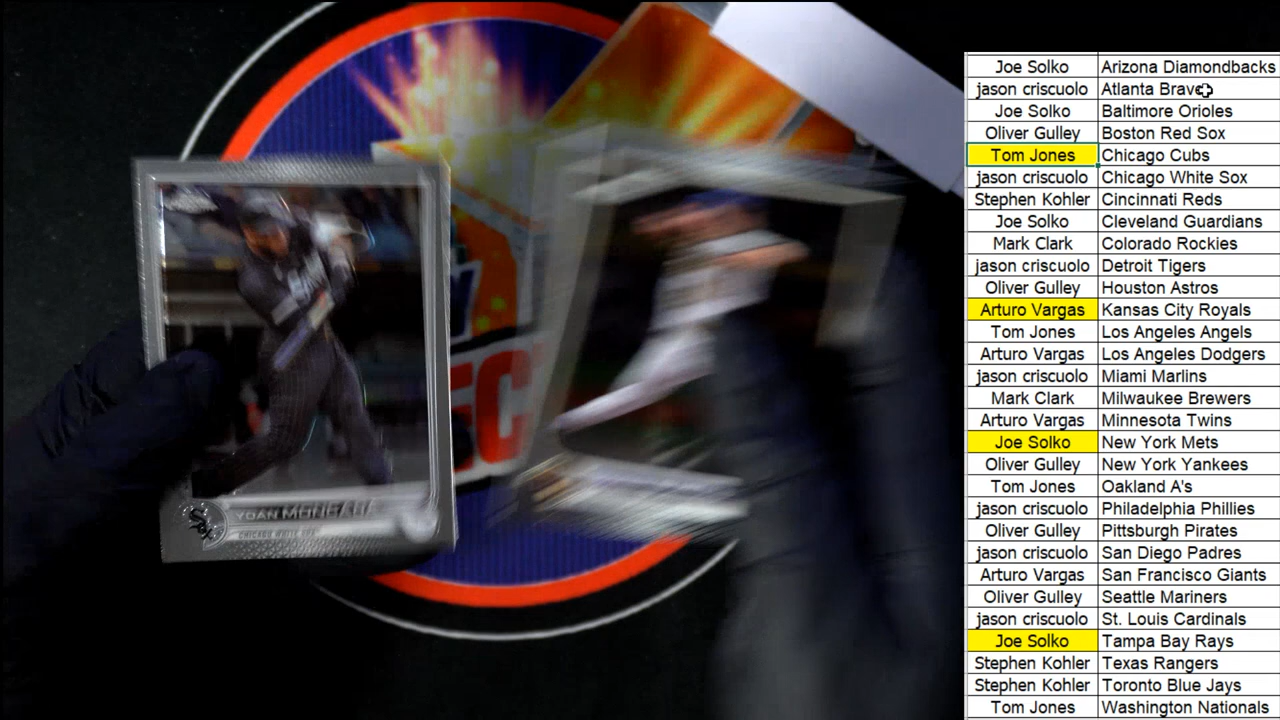 YOAN MONCADA
CHICAGO WHITE SOX
Joe Solko Arizona Diamondbacks
jason criscuolo Atlanta Braves
Joe Solko Baltimore Orioles
Oliver Gulley Boston Red Sox
Tom Jones Chicago Cubs
jason criscuolo Chicago White Sox
Stephen Kohler Cincinnati Reds
Joe Solko Cleveland Guardians
Mark Clark Colorado Rockies
jason criscuolo Detroit Tigers
Oliver Gulley Houston Astros
Arturo Vargas Kansas City Royals
Tom Jones Los Angeles Angels
Arturo Vargas Los Angeles Dodgers
jason criscuolo Miami Marlins
Mark Clark Milwaukee Brewers
Arturo Vargas Minnesota Twins
Joe Solko New York Mets
Oliver Gulley New York Yankees
Tom Jones Oakland A's
jason criscuolo Philadelphia Phillies
Oliver Gulley Pittsburgh Pirates
jason criscuolo San Diego Padres
Arturo Vargas San Francisco Giants
Oliver Gulley Seattle Mariners
jason criscuolo St. Louis Cardinals
Joe Solko Tampa Bay Rays
Stephen Kohler Texas Rangers
Stephen Kohler Toronto Blue Jays
Tom Jones Washington Nationals